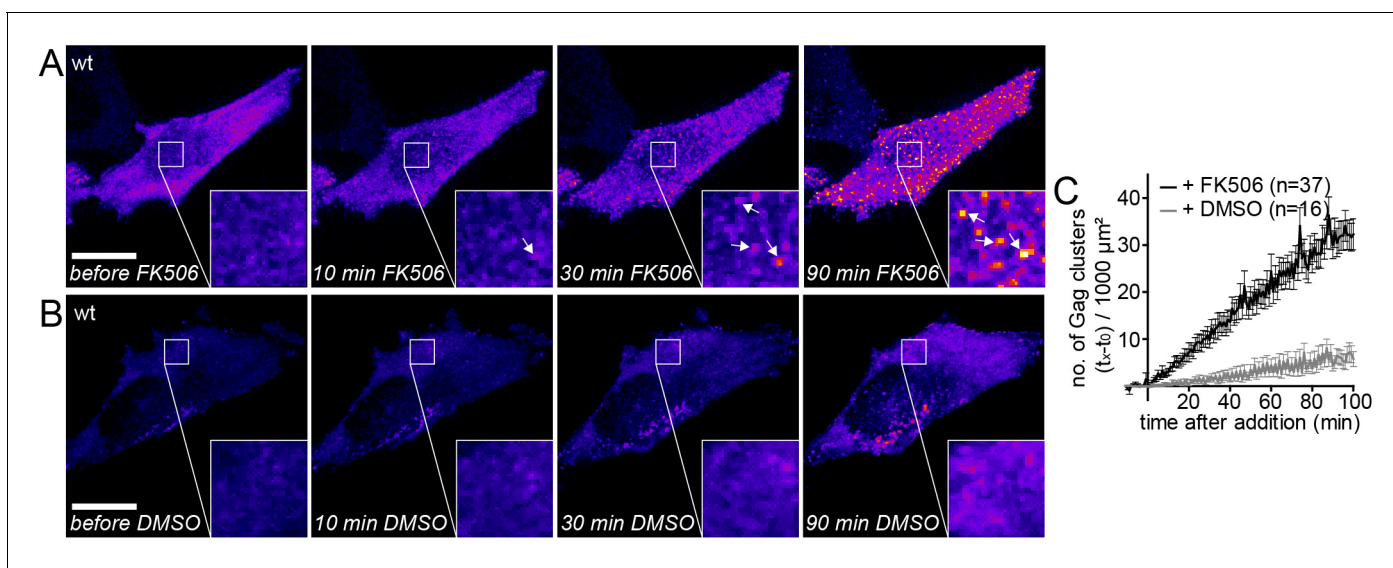 A
wt
before FK506
10 min FK506
30 min FK506
90 min FK506
B
wt
before DMSO
10 min DMSO
30 min DMSO
90 min DMSO
C
+ FK506 (n=37)
+ DMSO (n=16)
no. of Gag clusters
(tx-t0) / 1000 µm²
40
30
20
10
20 40 60 80 100
time after addition (min)